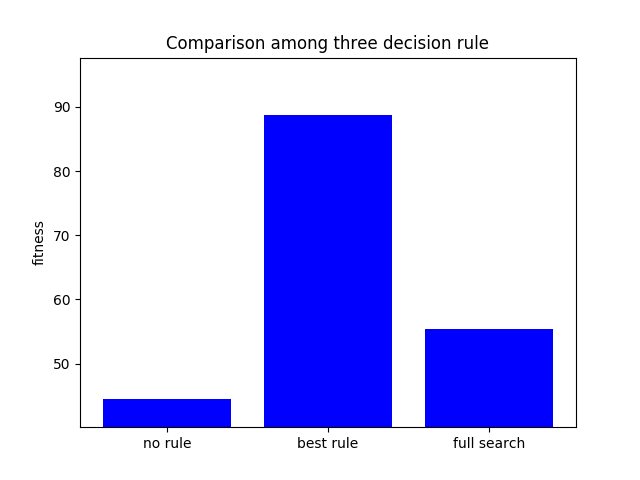 Comparison among three decision rule
90
80
70
60
50
fitness
no rule
best rule
full search